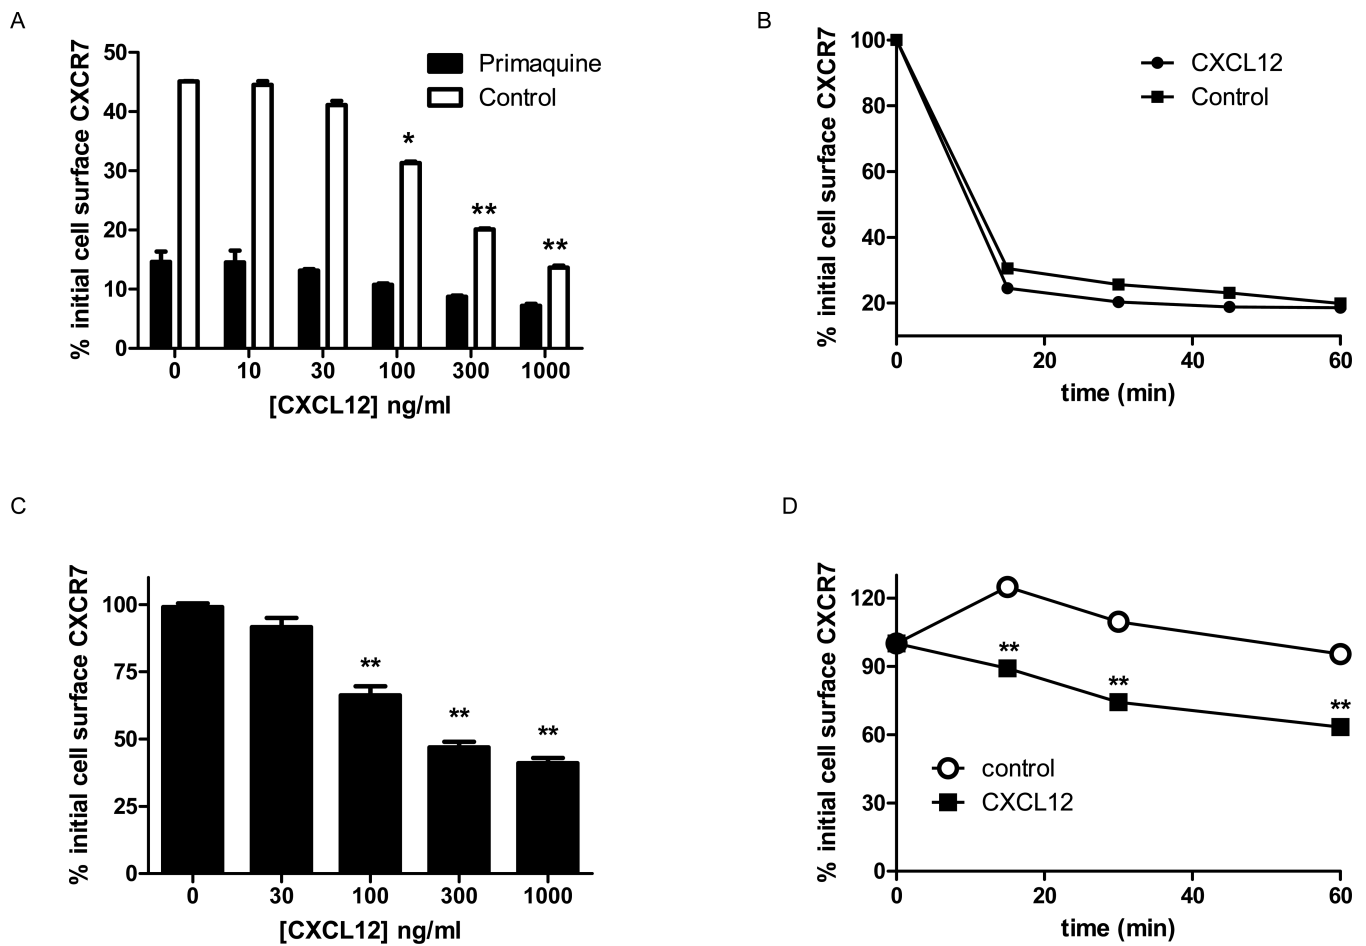 A
% initial cell surface CXCR7
50
40
30
20
10
0
Primaquine
Control
*
**
**
0 10 30 100 300 1000
[CXCL12] ng/ml
B
% initial cell surface CXCR7
100
80
60
40
20
CXCL12
Control
0 20 40 60
time (min)
C
% initial cell surface CXCR7
100
75
50
25
0
**
**
**
0 30 100 300 1000
[CXCL12] ng/ml
D
% initial cell surface CXCR7
120
90
60
30
0
**
**
**
control
CXCL12
0 20 40 60
time (min)